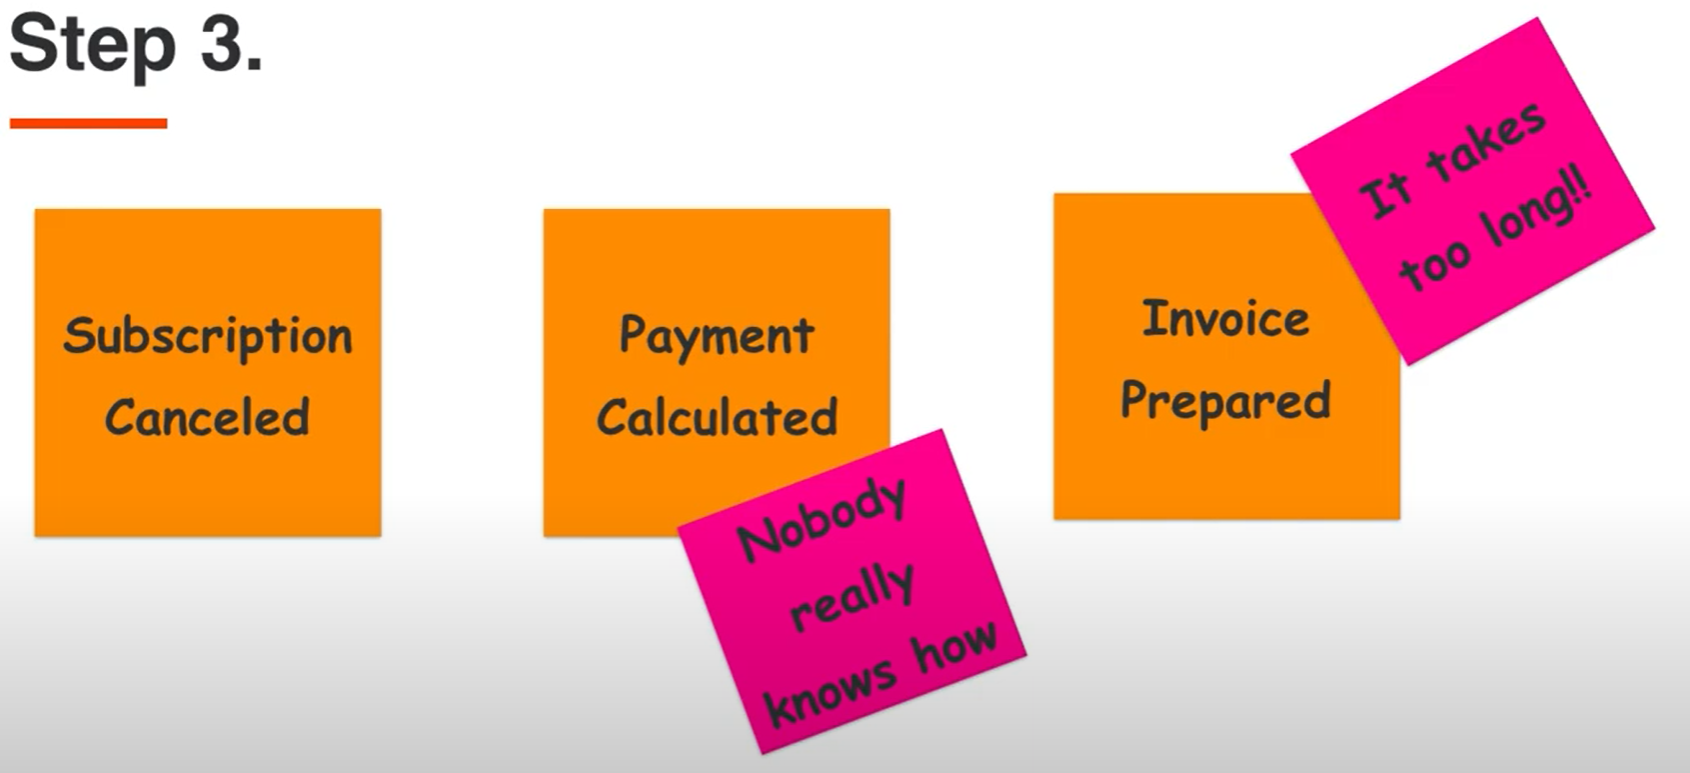 Step 3.
Subscription
Canceled
Payment
Calculated
Nobody
really
knows how
Invoice
Prepared
It takes
too long!!